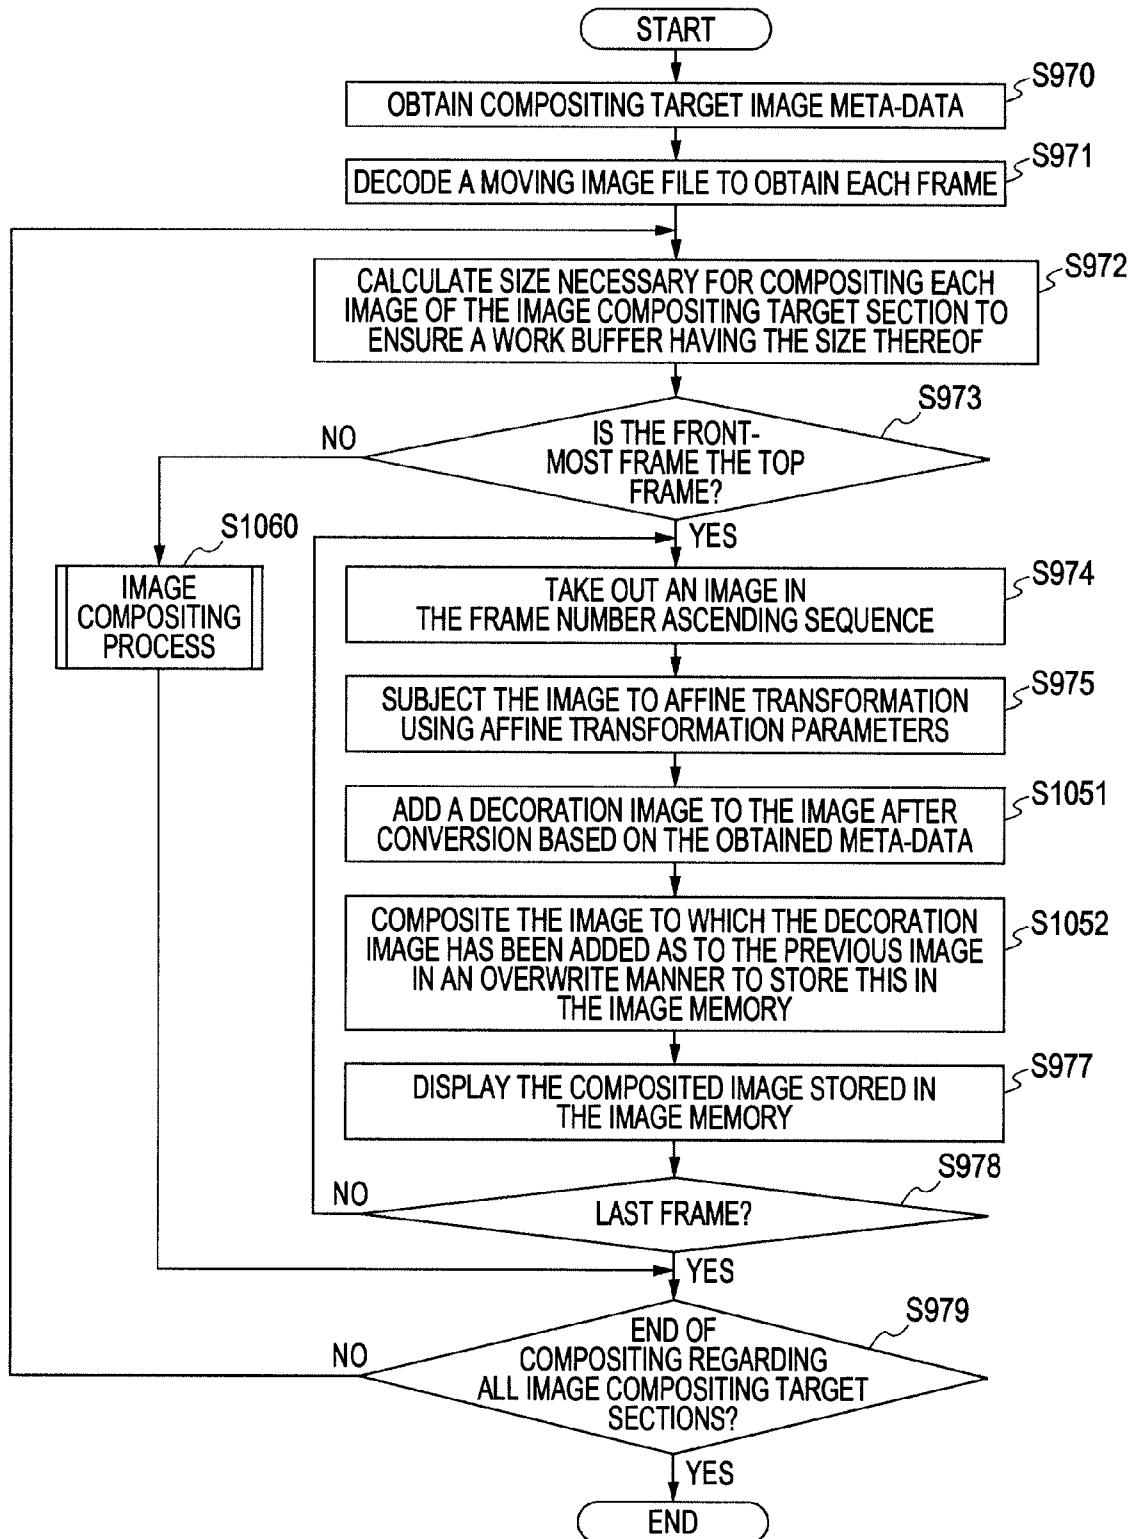 START
S970
OBTAIN COMPOSITING TARGET IMAGE META-DATA
S971
DECODE A MOVING IMAGE FILE TO OBTAIN EACH FRAME
S972
CALCULATE SIZE NECESSARY FOR COMPOSITING EACH
IMAGE OF THE IMAGE COMPOSITING TARGET SECTION TO
ENSURE A WORK BUFFER HAVING THE SIZE THEREOF
S973
IS THE FRONT-
MOST FRAME THE TOP
FRAME?
NO
YES
S1060
IMAGE
COMPOSITING
PROCESS
S974
TAKE OUT AN IMAGE IN
THE FRAME NUMBER ASCENDING SEQUENCE
S975
SUBJECT THE IMAGE TO AFFINE TRANSFORMATION
USING AFFINE TRANSFORMATION PARAMETERS
S1051
ADD A DECORATION IMAGE TO THE IMAGE AFTER
CONVERSION BASED ON THE OBTAINED META-DATA
S1052
COMPOSITE THE IMAGE TO WHICH THE DECORATION
IMAGE HAS BEEN ADDED AS TO THE PREVIOUS IMAGE
IN AN OVERWRITE MANNER TO STORE THIS IN
THE IMAGE MEMORY
S977
DISPLAY THE COMPOSITED IMAGE STORED IN
THE IMAGE MEMORY
S978
NO
LAST FRAME?
YES
S979
NO
END OF
COMPOSITING REGARDING
ALL IMAGE COMPOSITING TARGET
SECTIONS?
YES
END